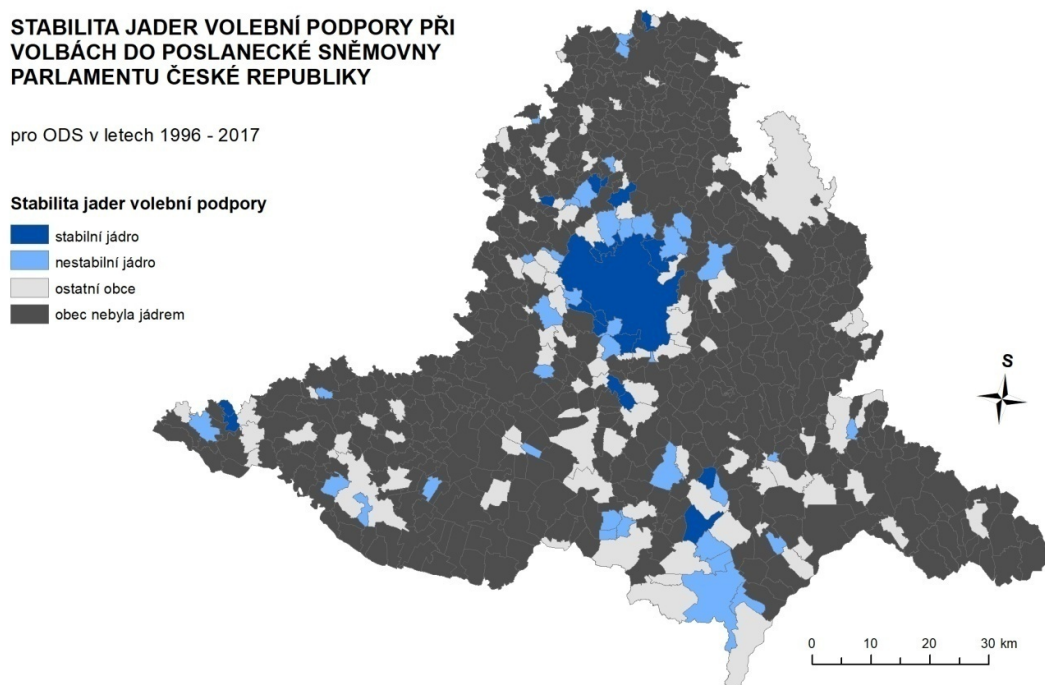 STABILITA JADER VOLEBNÍ PODPORY PŘI
VOLBÁCH DO POSLANECKÉ SNĚMOVNY
PARLAMENTU ČESKÉ REPUBLIKY
pro ODS v letech 1996 - 2017
Stabilita jader volební podpory
stabilní jádro
nestabilní jádro
ostatní obce
obec nebyla jádrem
S
0 10 20 30 km